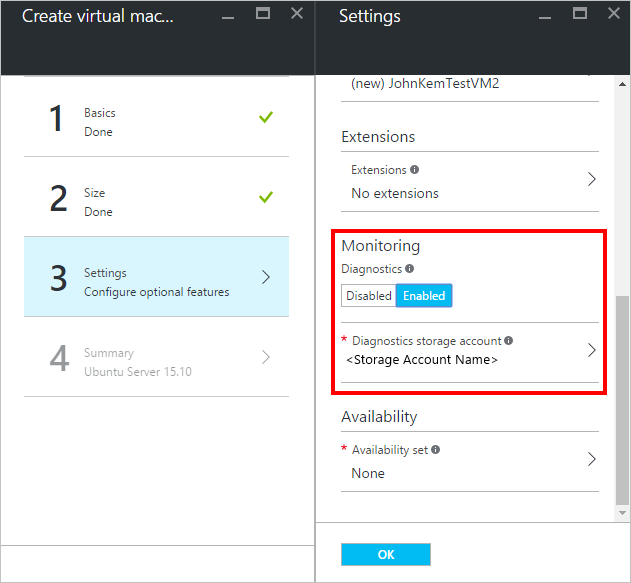 Create virtual mac...
1
Basics
Done
2
Size
Done
3
Settings
Configure optional features
4
Summary
Ubuntu Server 15.10
Settings
(new) JohnKemTestVM2
Extensions
Extensions
No extensions
Monitoring
Diagnostics
Disabled Enabled
* Diagnostics storage account
<Storage Account Name>
Availability
* Availability set
None
OK